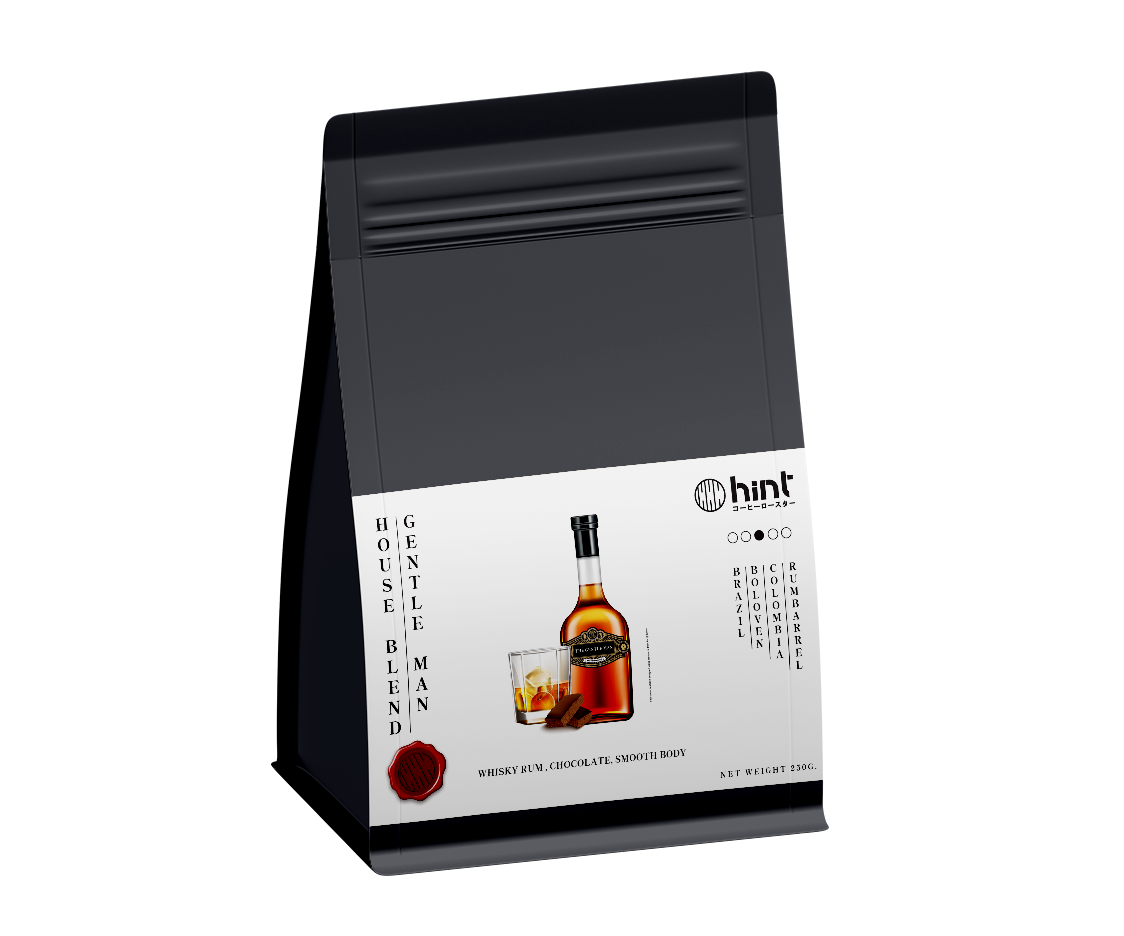 hint
コーヒーロースター
HOUSE BLEND
GENTLE MAN
BRAZIL
BOLOVEN
COLOMBIA
RUMBARREL
WHISKY RUM, CHOCOLATE, SMOOTH BODY
NET WEIGHT 250G.